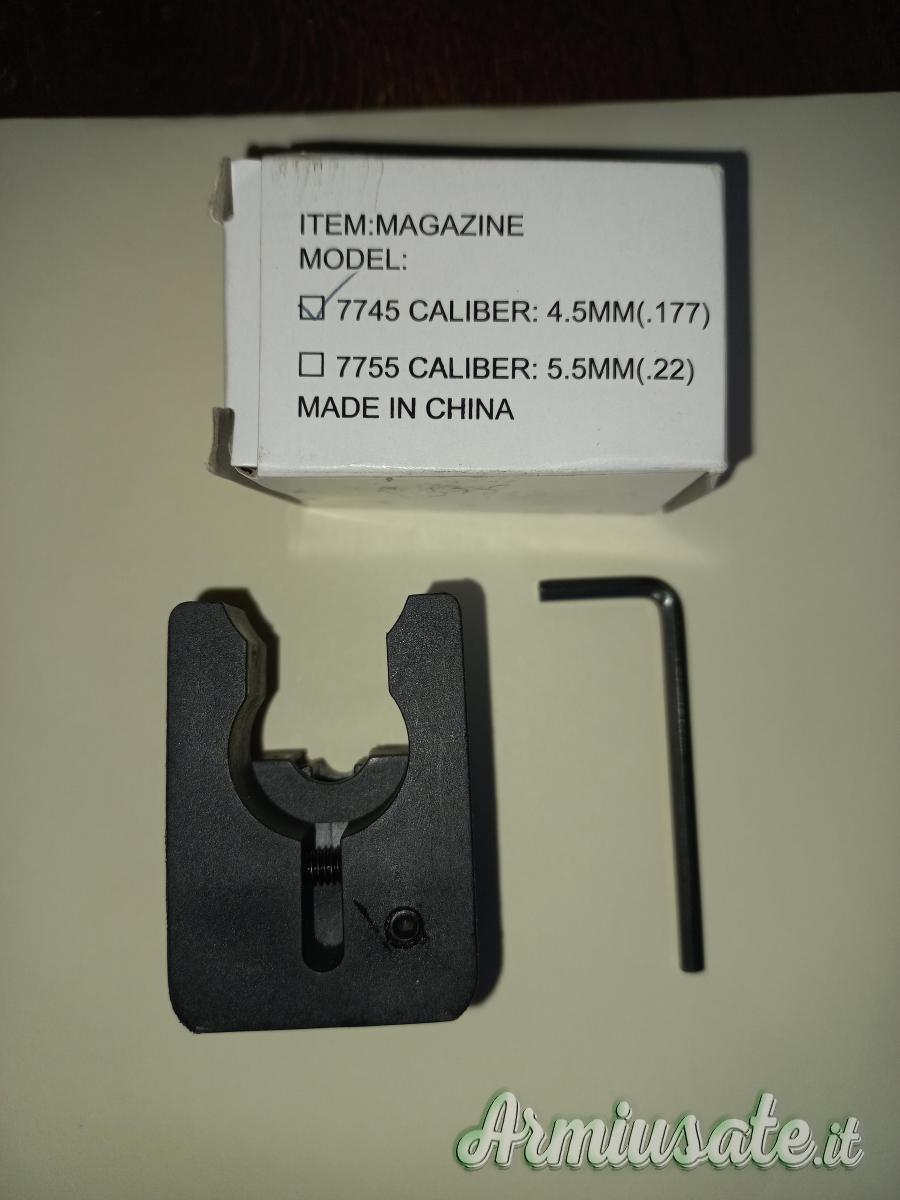 ITEM:MAGAZINE
MODEL:
☑ 7745 CALIBER: 4.5MM(.177)
☐ 7755 CALIBER: 5.5MM(.22)
MADE IN CHINA
Armiusate.it